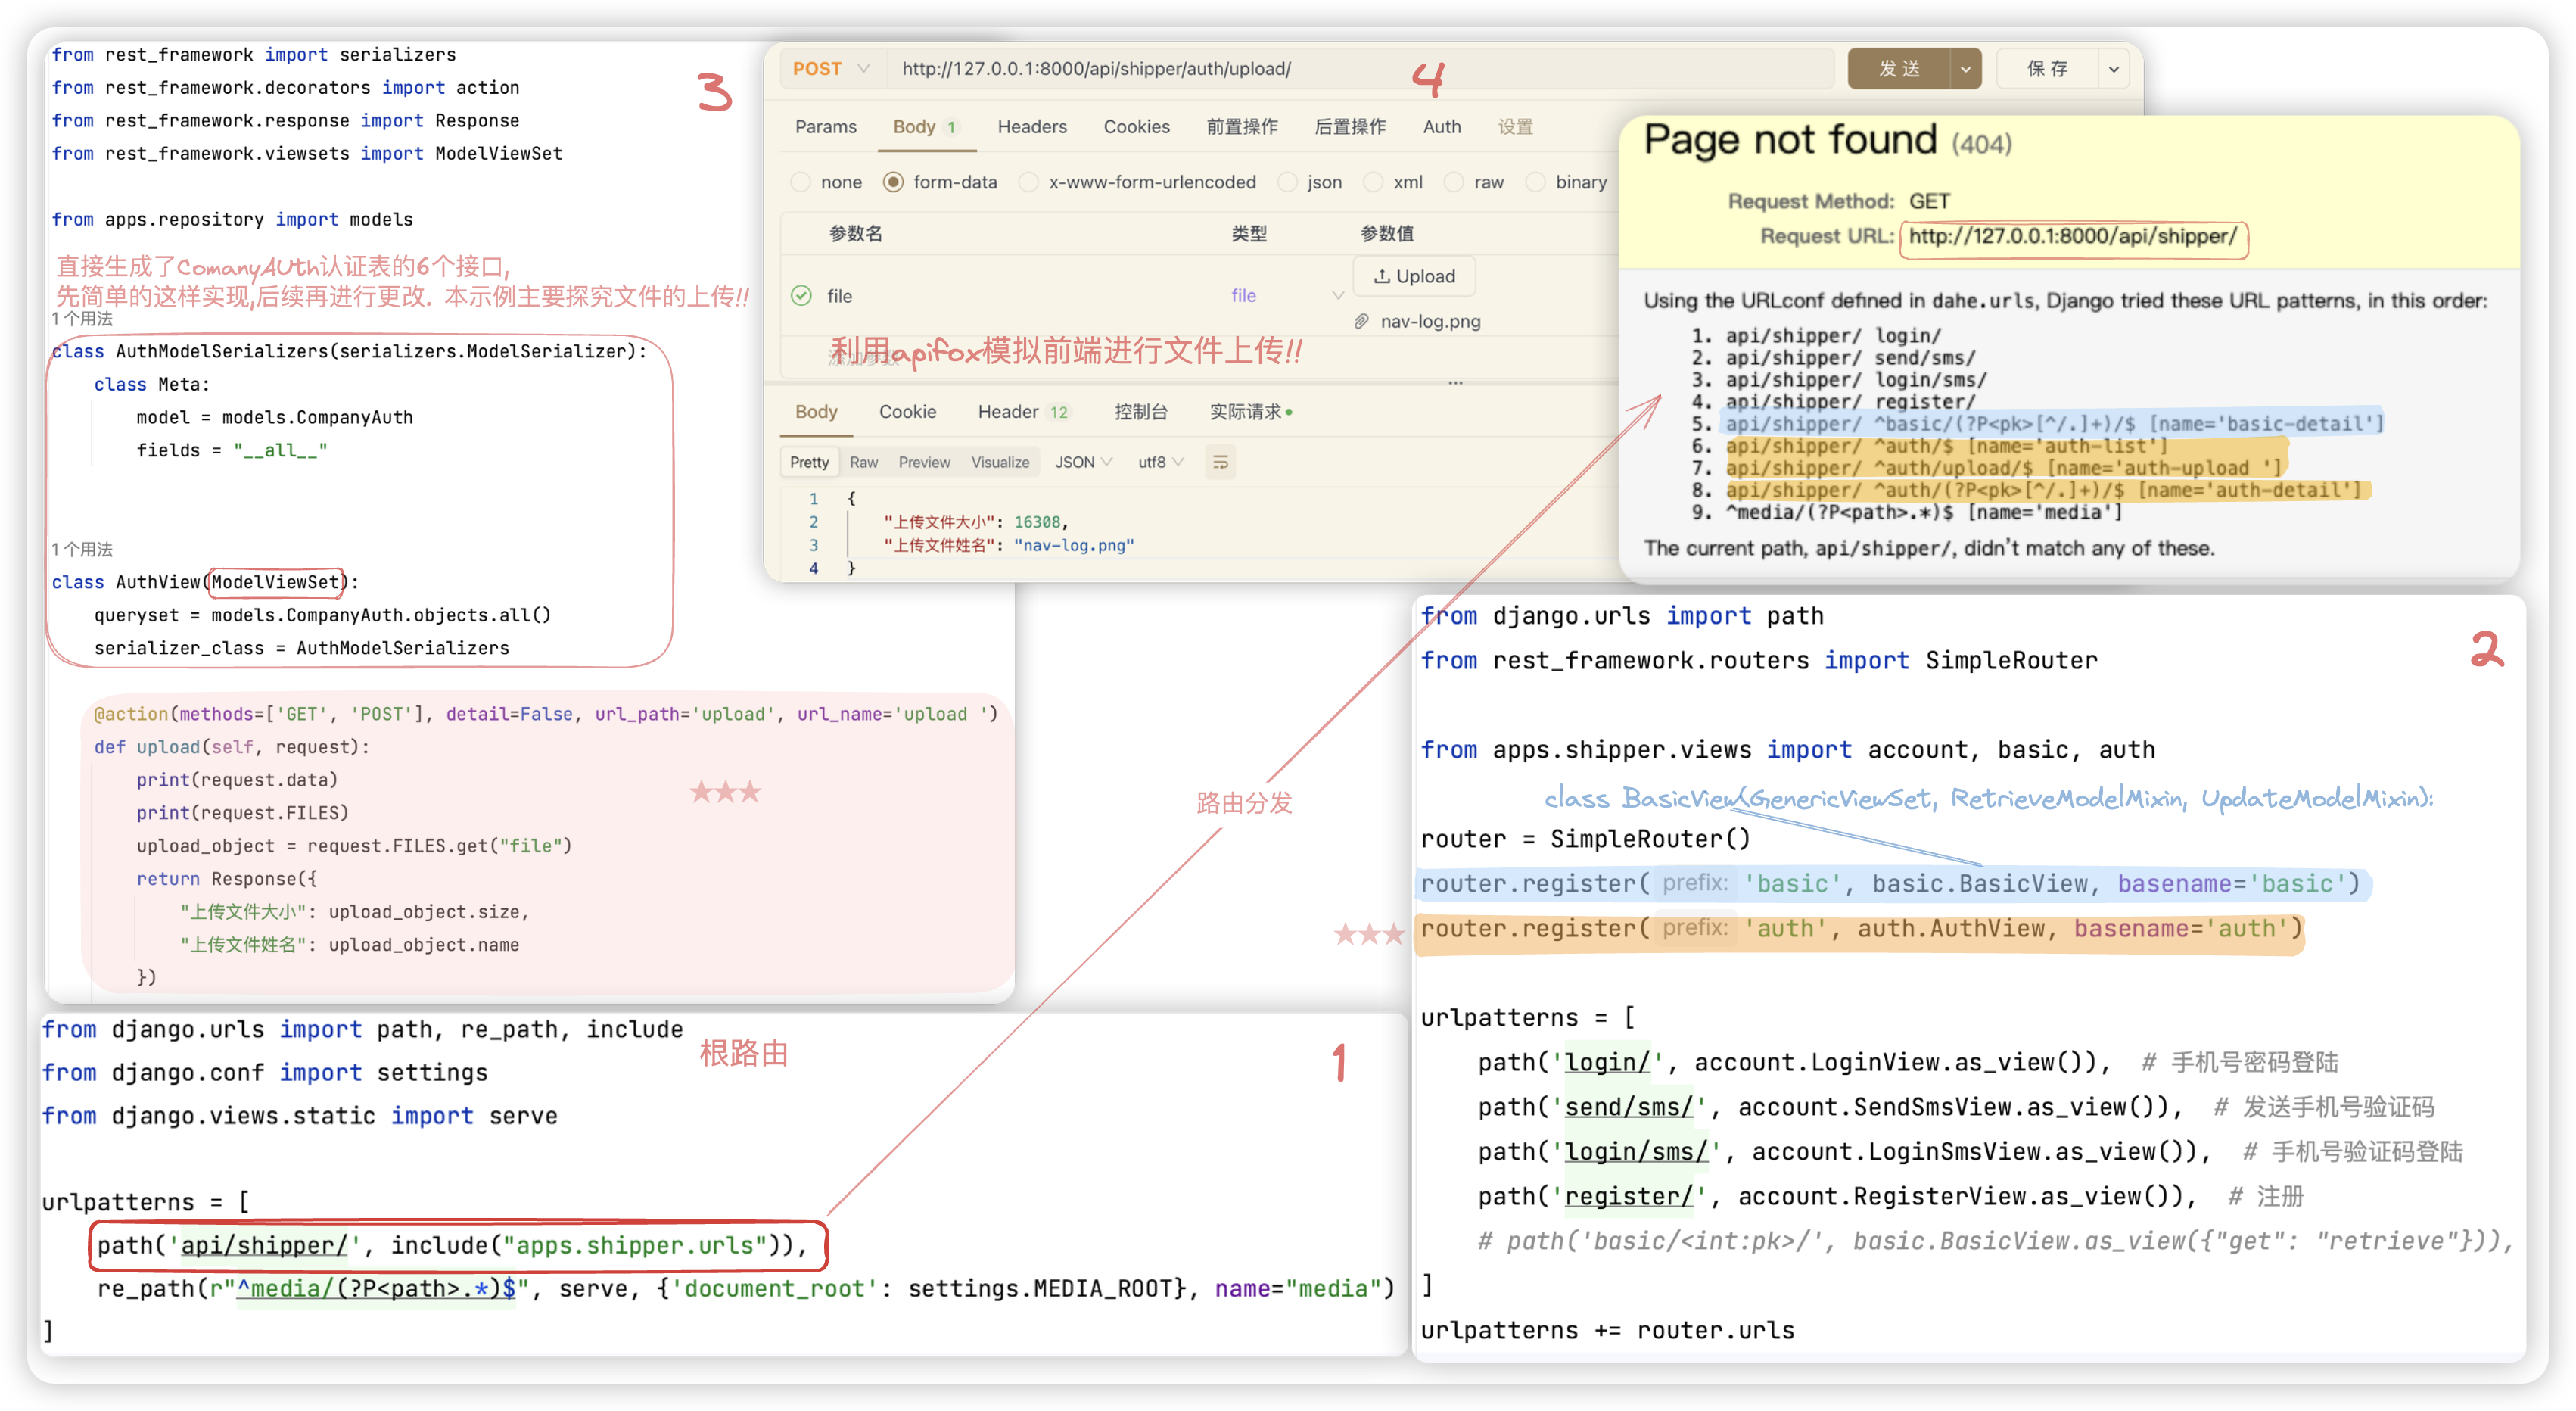 from rest_framework import serializers
from rest_framework.decorators import action
from rest_framework.response import Response
from rest_framework.viewsets import ModelViewSet
3
from apps.repository import models
直接生成了ComanyAUth认证表的6个接口,
先简单的这样实现,后续再进行更改. 本示例主要探究文件的上传!!
1 个用法
class AuthModelSerializers(serializers.ModelSerializer):
class Meta:
model = models.CompanyAuth
fields = "__all__"
1 个用法
class AuthView(ModelViewSet):
queryset = models.CompanyAuth.objects.all()
serializer_class = AuthModelSerializers
@action(methods=['GET', 'POST'], detail=False, url_path='upload', url_name='upload ')
def upload(self, request):
print(request.data)
print(request.FILES)
upload_object = request.FILES.get("file")
return Response({
"上传文件大小": upload_object.size,
"上传文件姓名": upload_object.name
})
★★★
POST http://127.0.0.1:8000/api/shipper/auth/upload/ 发 送 保 存
4
Params Body 1 Headers Cookies 前置操作 后置操作 Auth 设置
none form-data x-www-form-urlencoded json xml raw binary
参数名 类型 参数值
file file Upload
nav-log.png
添加参数
利用apifox模拟前端进行文件上传!!
Body Cookie Header 12 控制台 实际请求
Pretty Raw Preview Visualize JSON utf8
1 {
2 "上传文件大小": 16308,
3 "上传文件姓名": "nav-log.png"
4 }
Page not found (404)
Request Method: GET
Request URL: http://127.0.0.1:8000/api/shipper/
Using the URLconf defined in dahe.urls, Django tried these URL patterns, in this order:
1. api/shipper/ login/
2. api/shipper/ send/sms/
3. api/shipper/ login/sms/
4. api/shipper/ register/
5. api/shipper/ ^basic/(?P<pk>[^/.]+)/$ [name='basic-detail']
6. api/shipper/ ^auth/$ [name='auth-list']
7. api/shipper/ ^auth/upload/$ [name='auth-upload ']
8. api/shipper/ ^auth/(?P<pk>[^/.]+)/$ [name='auth-detail']
9. ^media/(?P<path>.*)$ [name='media']
The current path, api/shipper/, didn't match any of these.
路由分发
from django.urls import path, re_path, include
from django.conf import settings
from django.views.static import serve
根路由
1
urlpatterns = [
path('api/shipper/', include("apps.shipper.urls")),
re_path(r"^media/(?P<path>.*)$", serve, {'document_root': settings.MEDIA_ROOT}, name="media")
]
from django.urls import path
from rest_framework.routers import SimpleRouter
2
from apps.shipper.views import account, basic, auth
class BasicView(GenericViewSet, RetrieveModelMixin, UpdateModelMixin):
router = SimpleRouter()
router.register( prefix: 'basic', basic.BasicView, basename='basic')
★★★ router.register( prefix: 'auth', auth.AuthView, basename='auth')
urlpatterns = [
path('login/', account.LoginView.as_view()), # 手机号密码登陆
path('send/sms/', account.SendSmsView.as_view()), # 发送手机号验证码
path('login/sms/', account.LoginSmsView.as_view()), # 手机号验证码登陆
path('register/', account.RegisterView.as_view()), # 注册
# path('basic/<int:pk>/', basic.BasicView.as_view({"get": "retrieve"})),
]
urlpatterns += router.urls